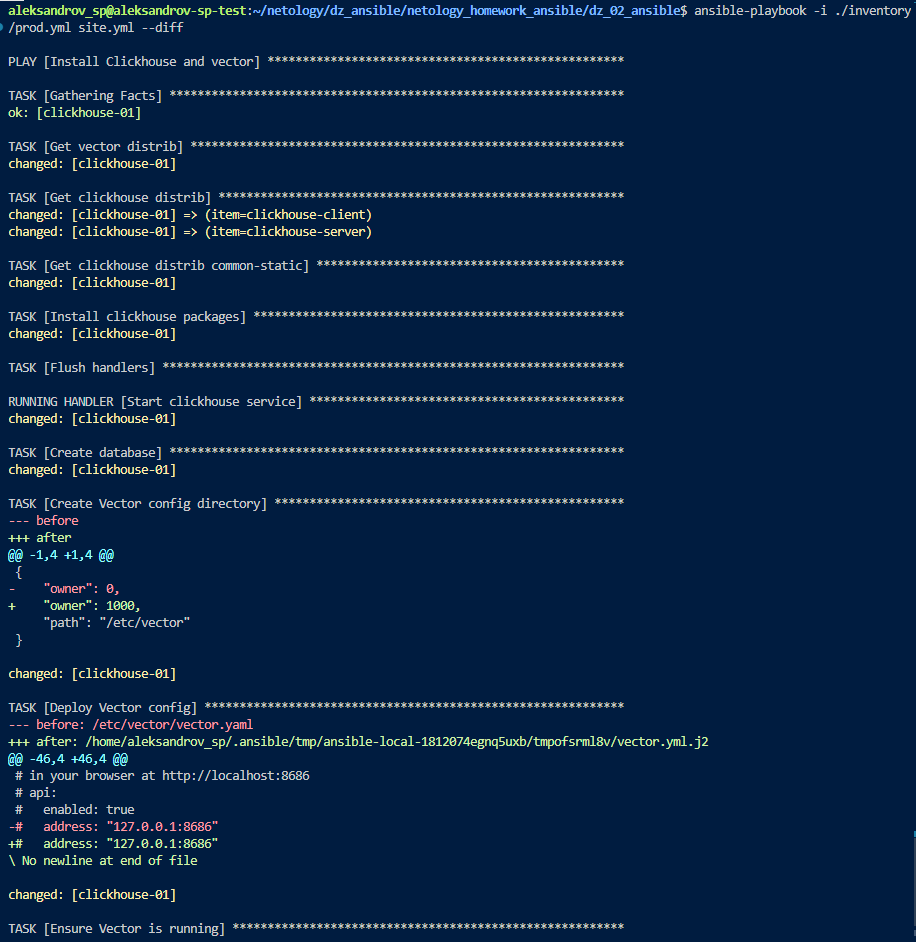 aleksandrov_sp@aleksandrov-sp-test:~/netology/dz_ansible/netology_homework_ansible/dz_02_ansible$ ansible-playbook -i ./inventory
/prod.yml site.yml --diff
PLAY [Install Clickhouse and vector] ***************************************************
TASK [Gathering Facts] *****************************************************************
ok: [clickhouse-01]
TASK [Get vector distrib] **************************************************************
changed: [clickhouse-01]
TASK [Get clickhouse distrib] **********************************************************
changed: [clickhouse-01] => (item=clickhouse-client)
changed: [clickhouse-01] => (item=clickhouse-server)
TASK [Get clickhouse distrib common-static] ********************************************
changed: [clickhouse-01]
TASK [Install clickhouse packages] *****************************************************
changed: [clickhouse-01]
TASK [Flush handlers] ******************************************************************
RUNNING HANDLER [Start clickhouse service] *********************************************
changed: [clickhouse-01]
TASK [Create database] *****************************************************************
changed: [clickhouse-01]
TASK [Create Vector config directory] **************************************************
--- before
+++ after
@@ -1,4 +1,4 @@
 {
-    "owner": 0,
+    "owner": 1000,
     "path": "/etc/vector"
 }
changed: [clickhouse-01]
TASK [Deploy Vector config] ************************************************************
--- before: /etc/vector/vector.yaml
+++ after: /home/aleksandrov_sp/.ansible/tmp/ansible-local-1812074egnq5uxb/tmpofsrml8v/vector.yml.j2
@@ -46,4 +46,4 @@
 # in your browser at http://localhost:8686
 # api:
 #   enabled: true
-#   address: "127.0.0.1:8686"
+#   address: "127.0.0.1:8686"
\ No newline at end of file
changed: [clickhouse-01]
TASK [Ensure Vector is running] ********************************************************